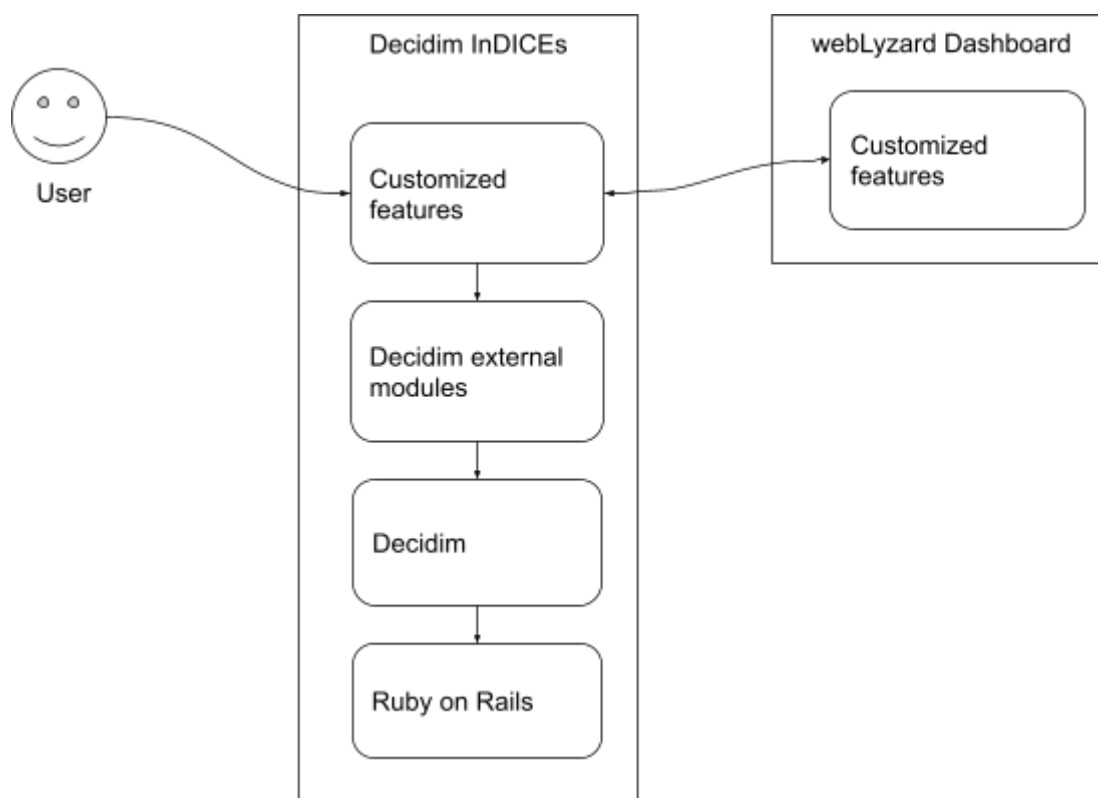 Decidim InDICEs
webLyzard Dashboard
User
Customized
features
Customized
features
Decidim external
modules
Decidim
Ruby on Rails